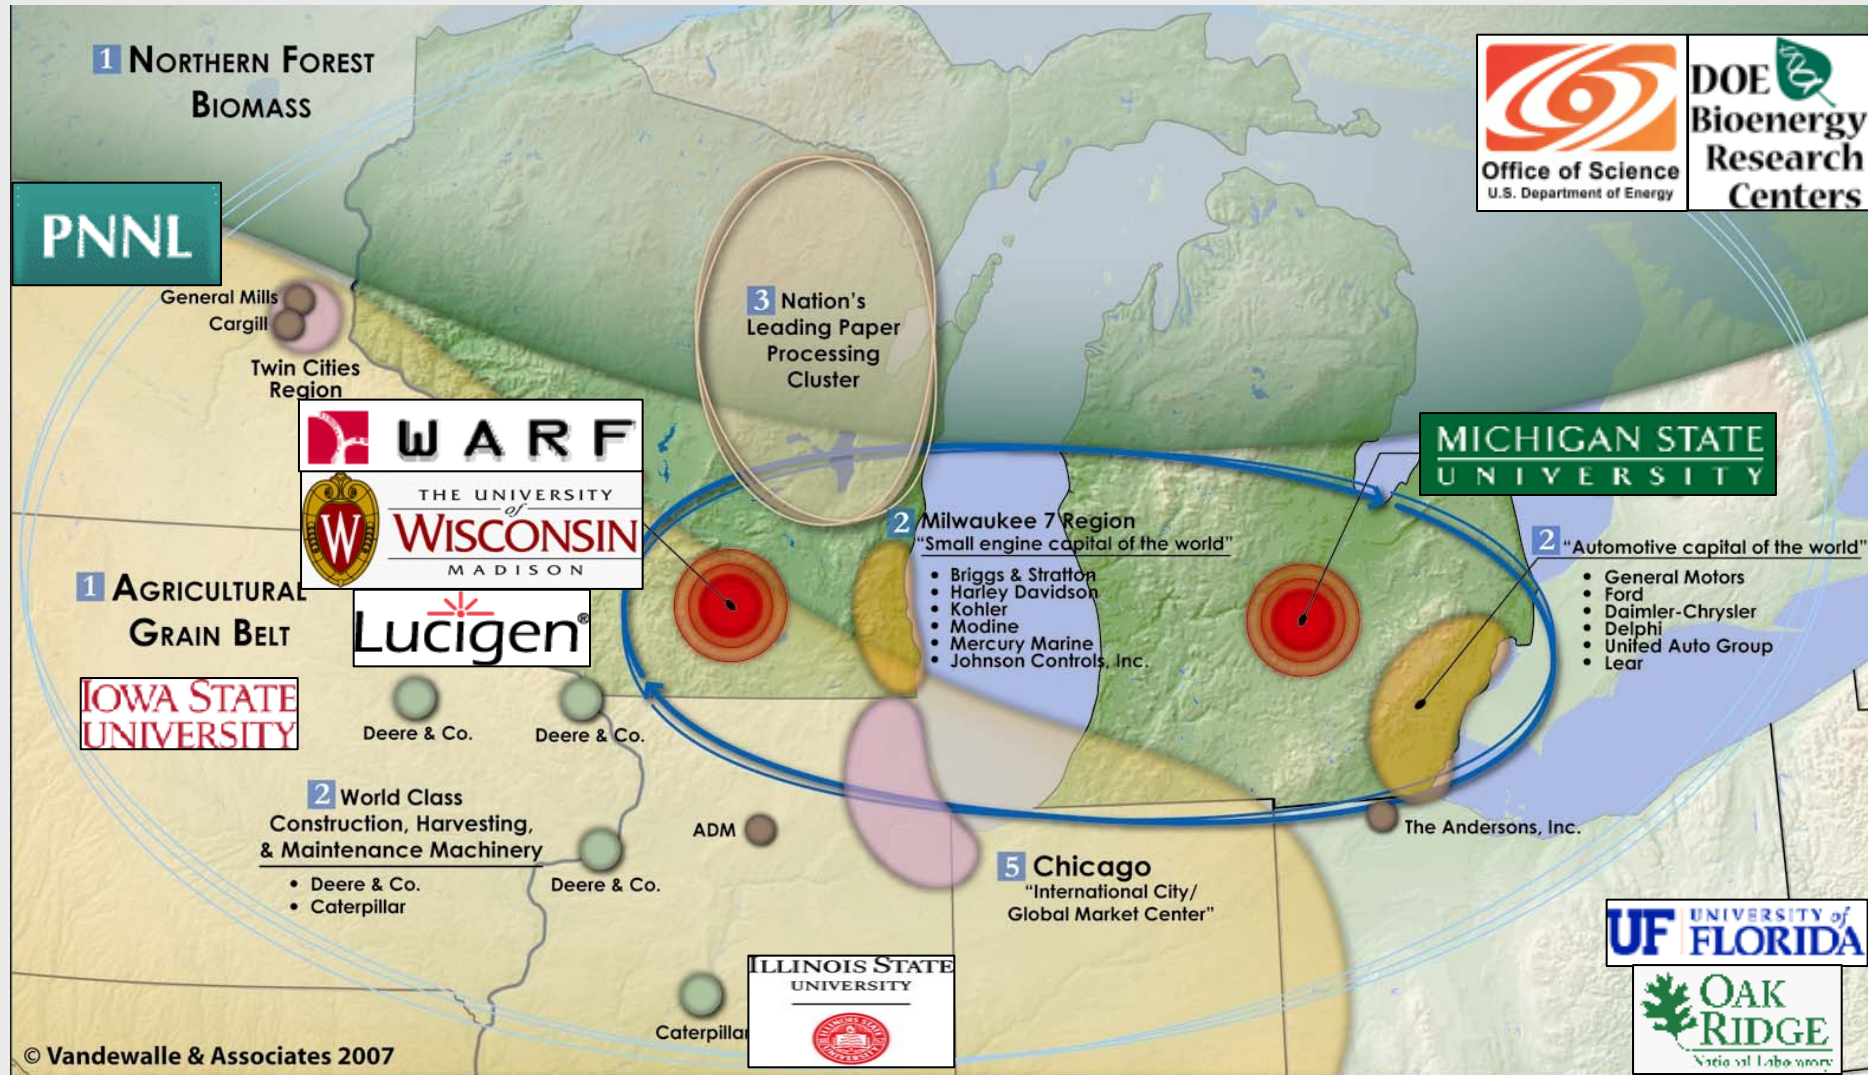 1 Northern Forest
Biomass
Office of Science
U.S. Department of Energy
DOE
Bioenergy
Research
Centers
PNNL
General Mills
Cargill
Twin Cities
Region
3 Nation's
Leading Paper
Processing
Cluster
WARF
THE UNIVERSITY
of
WISCONSIN
MADISON
W
MICHIGAN STATE
UNIVERSITY
2 Milwaukee 7 Region
"Small engine capital of the world"
• Briggs & Stratton
• Harley Davidson
• Kohler
• Modine
• Mercury Marine
• Johnson Controls, Inc.
2 "Automotive capital of the world"
• General Motors
• Ford
• Daimler-Chrysler
• Delphi
• United Auto Group
• Lear
1 Agricultural
Grain Belt
Lucigen®
IOWA STATE
UNIVERSITY
Deere & Co.
Deere & Co.
2 World Class
Construction, Harvesting,
& Maintenance Machinery
• Deere & Co.
• Caterpillar
Deere & Co.
ADM
The Andersons, Inc.
5 Chicago
"International City/
Global Market Center"
UF UNIVERSITY of
FLORIDA
ILLINOIS STATE
UNIVERSITY
Caterpillar
OAK
RIDGE
National Laboratory
© Vandewalle & Associates 2007